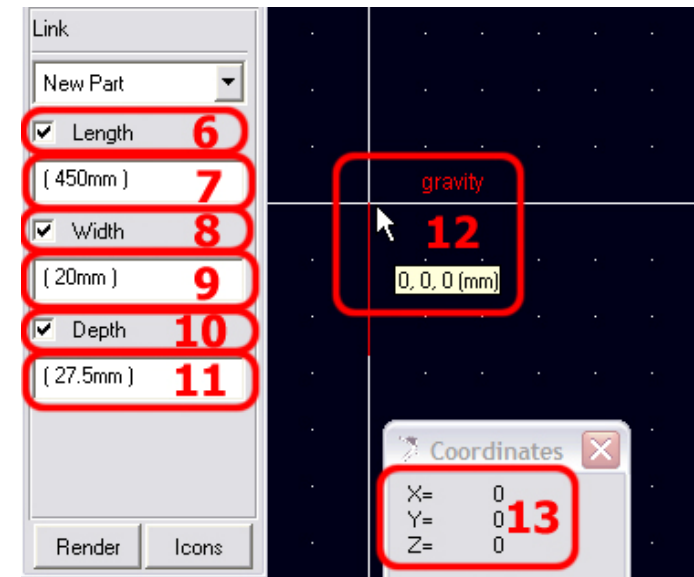 Link
New Part
Length 6
( 450mm ) 7
Width 8
( 20mm ) 9
Depth 10
( 27.5mm ) 11
Render Icons
gravity
12
0, 0, 0 (mm)
Coordinates
X= 0
Y= 0
Z= 0
13